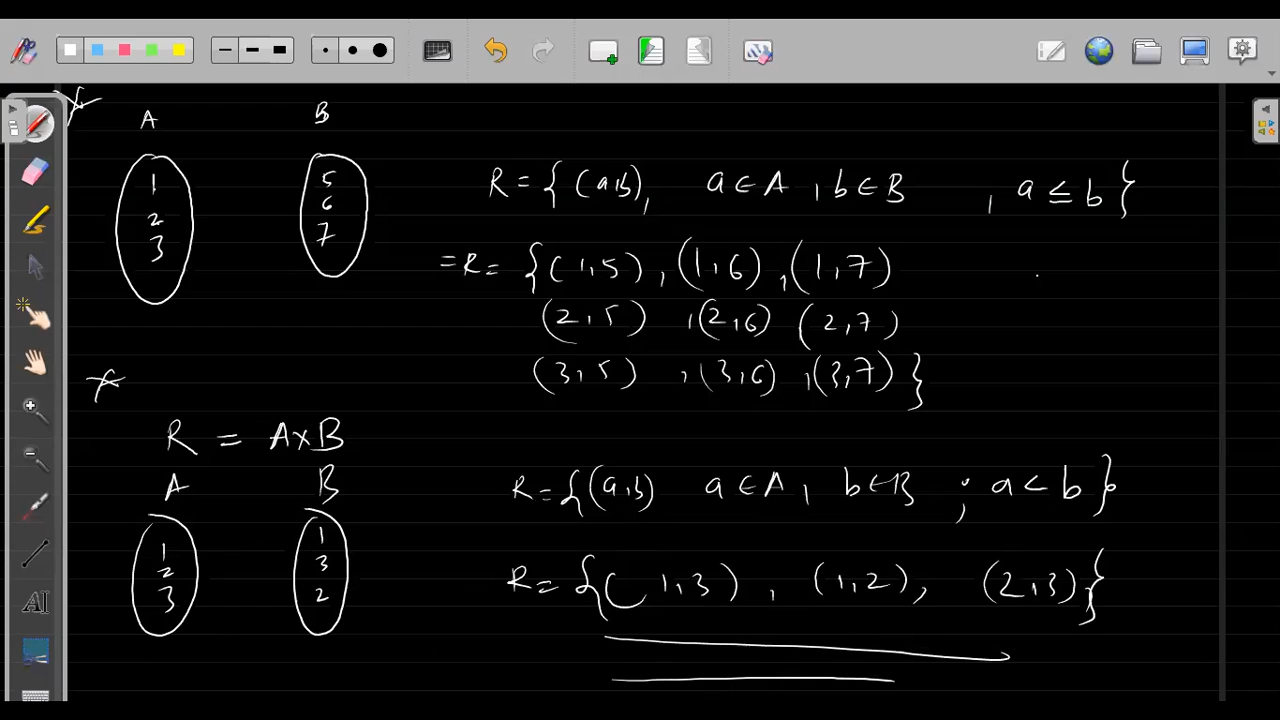 A B
1 5
2 6
3 7
R = { (a,b), a ∈ A , b ∈ B , a ≤ b }
= R = { (1,5) , (1,6) , (1,7)
(2,5) , (2,6) (2,7)
(3,5) , (3,6) , (3,7) }
R = A×B
A B
1 1
2 3
3 2
R = { (a,b) a ∈ A , b ∈ B ; a < b }
R = { ( 1,3 ) , (1,2) , (2,3) }